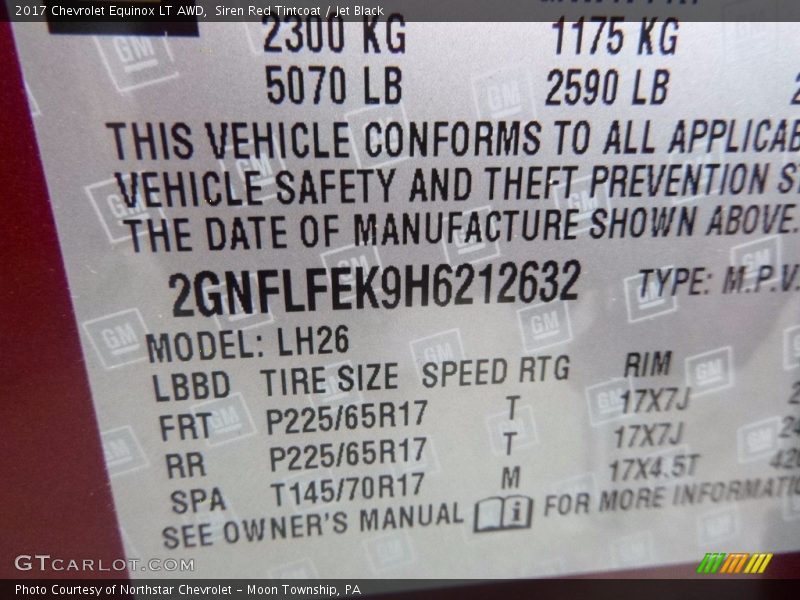 2017 Chevrolet Equinox LT AWD, Siren Red Tintcoat / Jet Black
2300 KG 1175 KG
5070 LB 2590 LB
THIS VEHICLE CONFORMS TO ALL APPLICAB
VEHICLE SAFETY AND THEFT PREVENTION S
THE DATE OF MANUFACTURE SHOWN ABOVE.
2GNFLFEK9H6212632 TYPE: M.P.V.
MODEL: LH26
LBBD TIRE SIZE SPEED RTG RIM
FRT P225/65R17 T 17X7J
RR P225/65R17 T 17X7J
SPA T145/70R17 M 17X4.5T
SEE OWNER'S MANUAL FOR MORE INFORMATIO
GTCARLOT.COM
Photo Courtesy of Northstar Chevrolet - Moon Township, PA